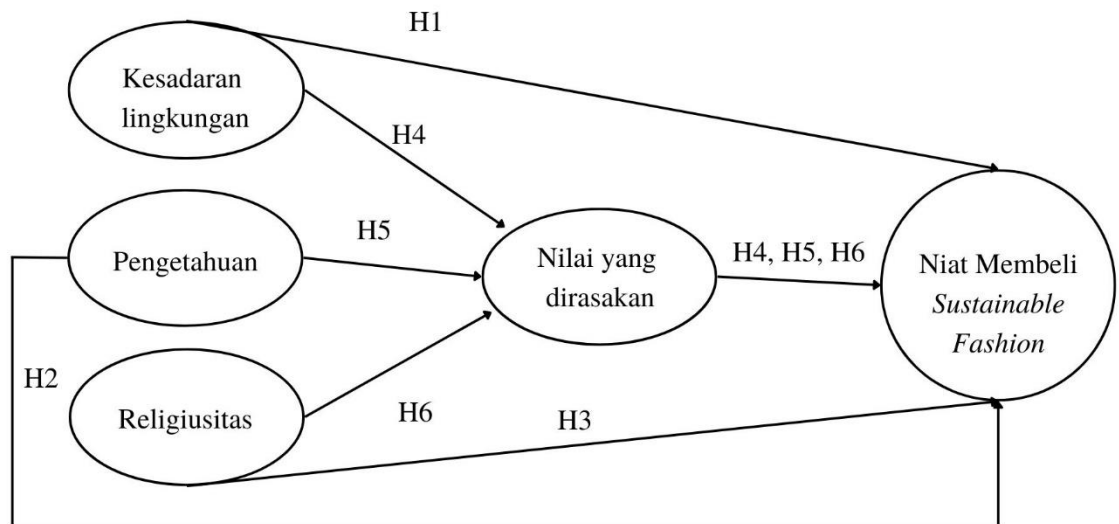 H1
Kesadaran
lingkungan
H4
Pengetahuan
H5
Nilai yang
dirasakan
H4, H5, H6
Niat Membeli
Sustainable
Fashion
H2
Religiusitas
H6
H3